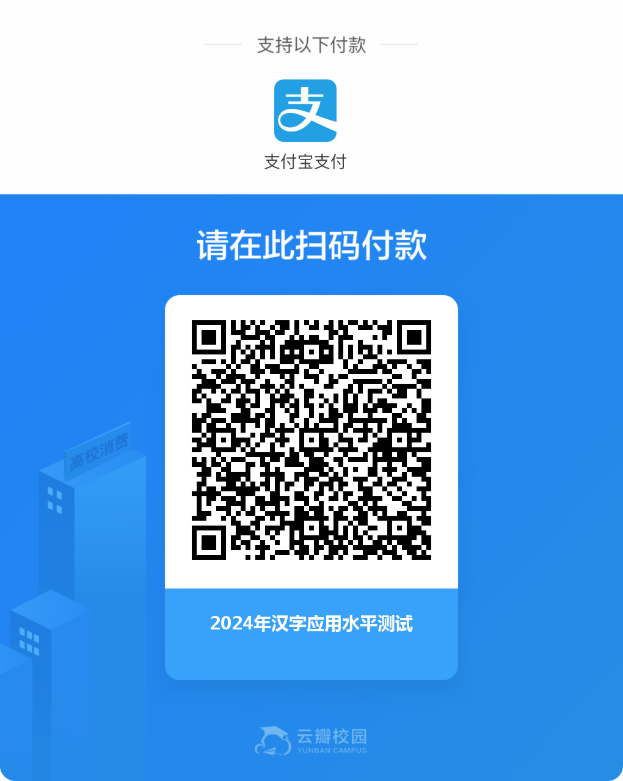 支持以下付款
支
支付宝支付
请在此扫码付款
高校消费
2024年汉字应用水平测试
云瓣校园
YUNBAN CAMPUS